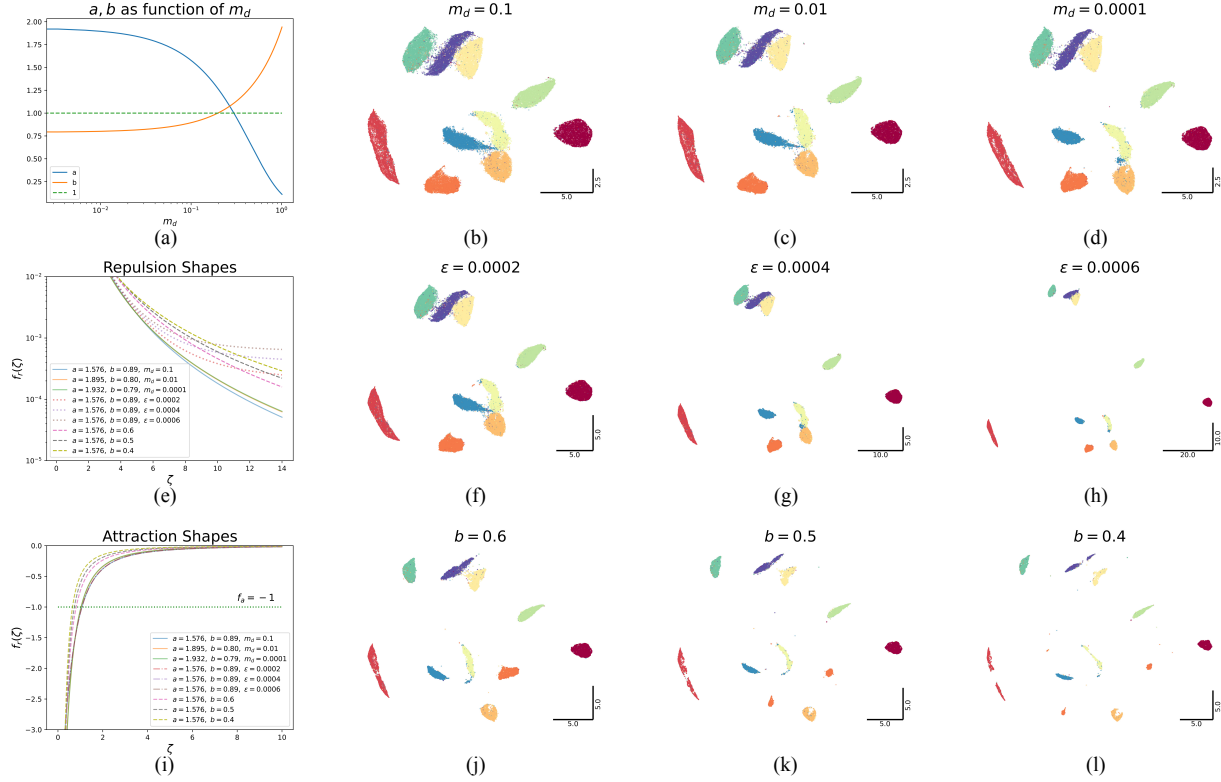 a, b as function of m_d
2.00
1.75
1.50
1.25
1.00
0.75
0.50
0.25
a
b
1
10⁻²
10⁻¹
10⁰
m_d
(a)
m_d = 0.1
2.5
5.0
(b)
m_d = 0.01
2.5
5.0
(c)
m_d = 0.0001
2.5
5.0
(d)
Repulsion Shapes
f_r(ζ)
10⁻²
10⁻³
10⁻⁴
10⁻⁵
a = 1.576, b = 0.89, m_d = 0.1
a = 1.895, b = 0.80, m_d = 0.01
a = 1.932, b = 0.79, m_d = 0.0001
a = 1.576, b = 0.89, ε = 0.0002
a = 1.576, b = 0.89, ε = 0.0004
a = 1.576, b = 0.89, ε = 0.0006
a = 1.576, b = 0.6
a = 1.576, b = 0.5
a = 1.576, b = 0.4
0 2 4 6 8 10 12 14
ζ
(e)
ε = 0.0002
5.0
5.0
(f)
ε = 0.0004
5.0
10.0
(g)
ε = 0.0006
10.0
20.0
(h)
Attraction Shapes
f_r(ζ)
0.0
−0.5
−1.0
−1.5
−2.0
−2.5
−3.0
f_a = −1
a = 1.576, b = 0.89, m_d = 0.1
a = 1.895, b = 0.80, m_d = 0.01
a = 1.932, b = 0.79, m_d = 0.0001
a = 1.576, b = 0.89, ε = 0.0002
a = 1.576, b = 0.89, ε = 0.0004
a = 1.576, b = 0.89, ε = 0.0006
a = 1.576, b = 0.6
a = 1.576, b = 0.5
a = 1.576, b = 0.4
0 2 4 6 8 10
ζ
(i)
b = 0.6
5.0
5.0
(j)
b = 0.5
5.0
5.0
(k)
b = 0.4
5.0
5.0
(l)